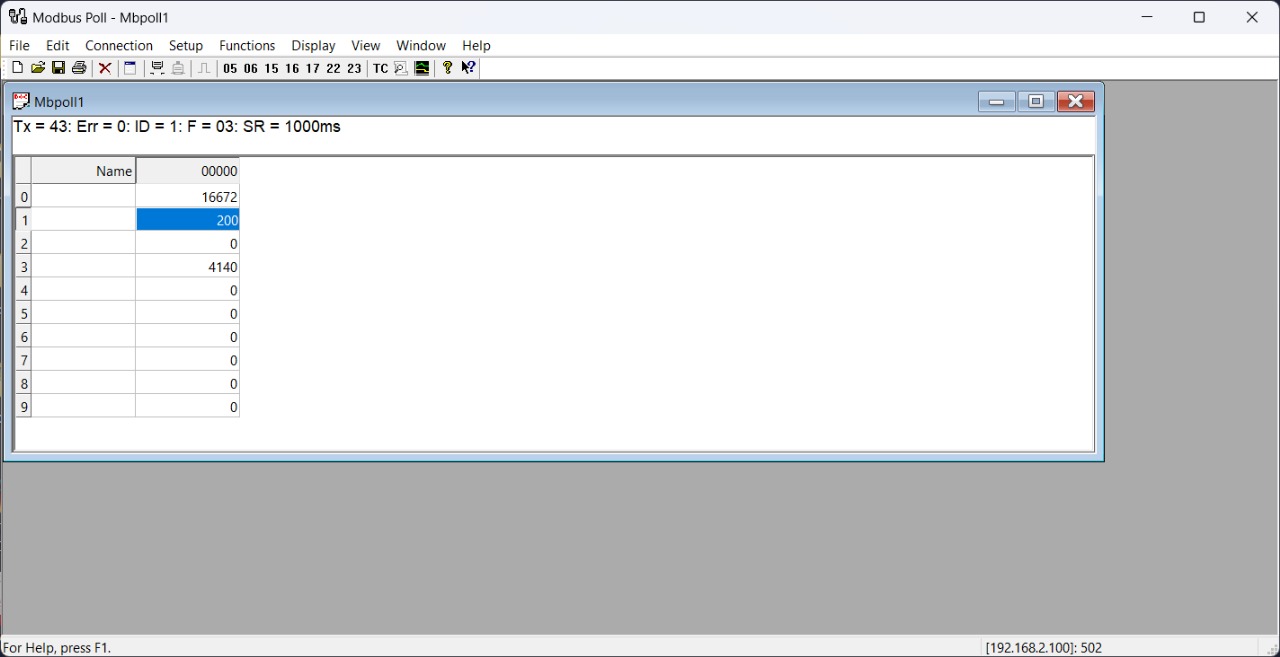 Modbus Poll - Mbpoll1
File Edit Connection Setup Functions Display View Window Help
05 06 15 16 17 22 23 TC
Mbpoll1
Tx = 43: Err = 0: ID = 1: F = 03: SR = 1000ms
Name 00000
0 16672
1 200
2 0
3 4140
4 0
5 0
6 0
7 0
8 0
9 0
For Help, press F1. [192.168.2.100]: 502